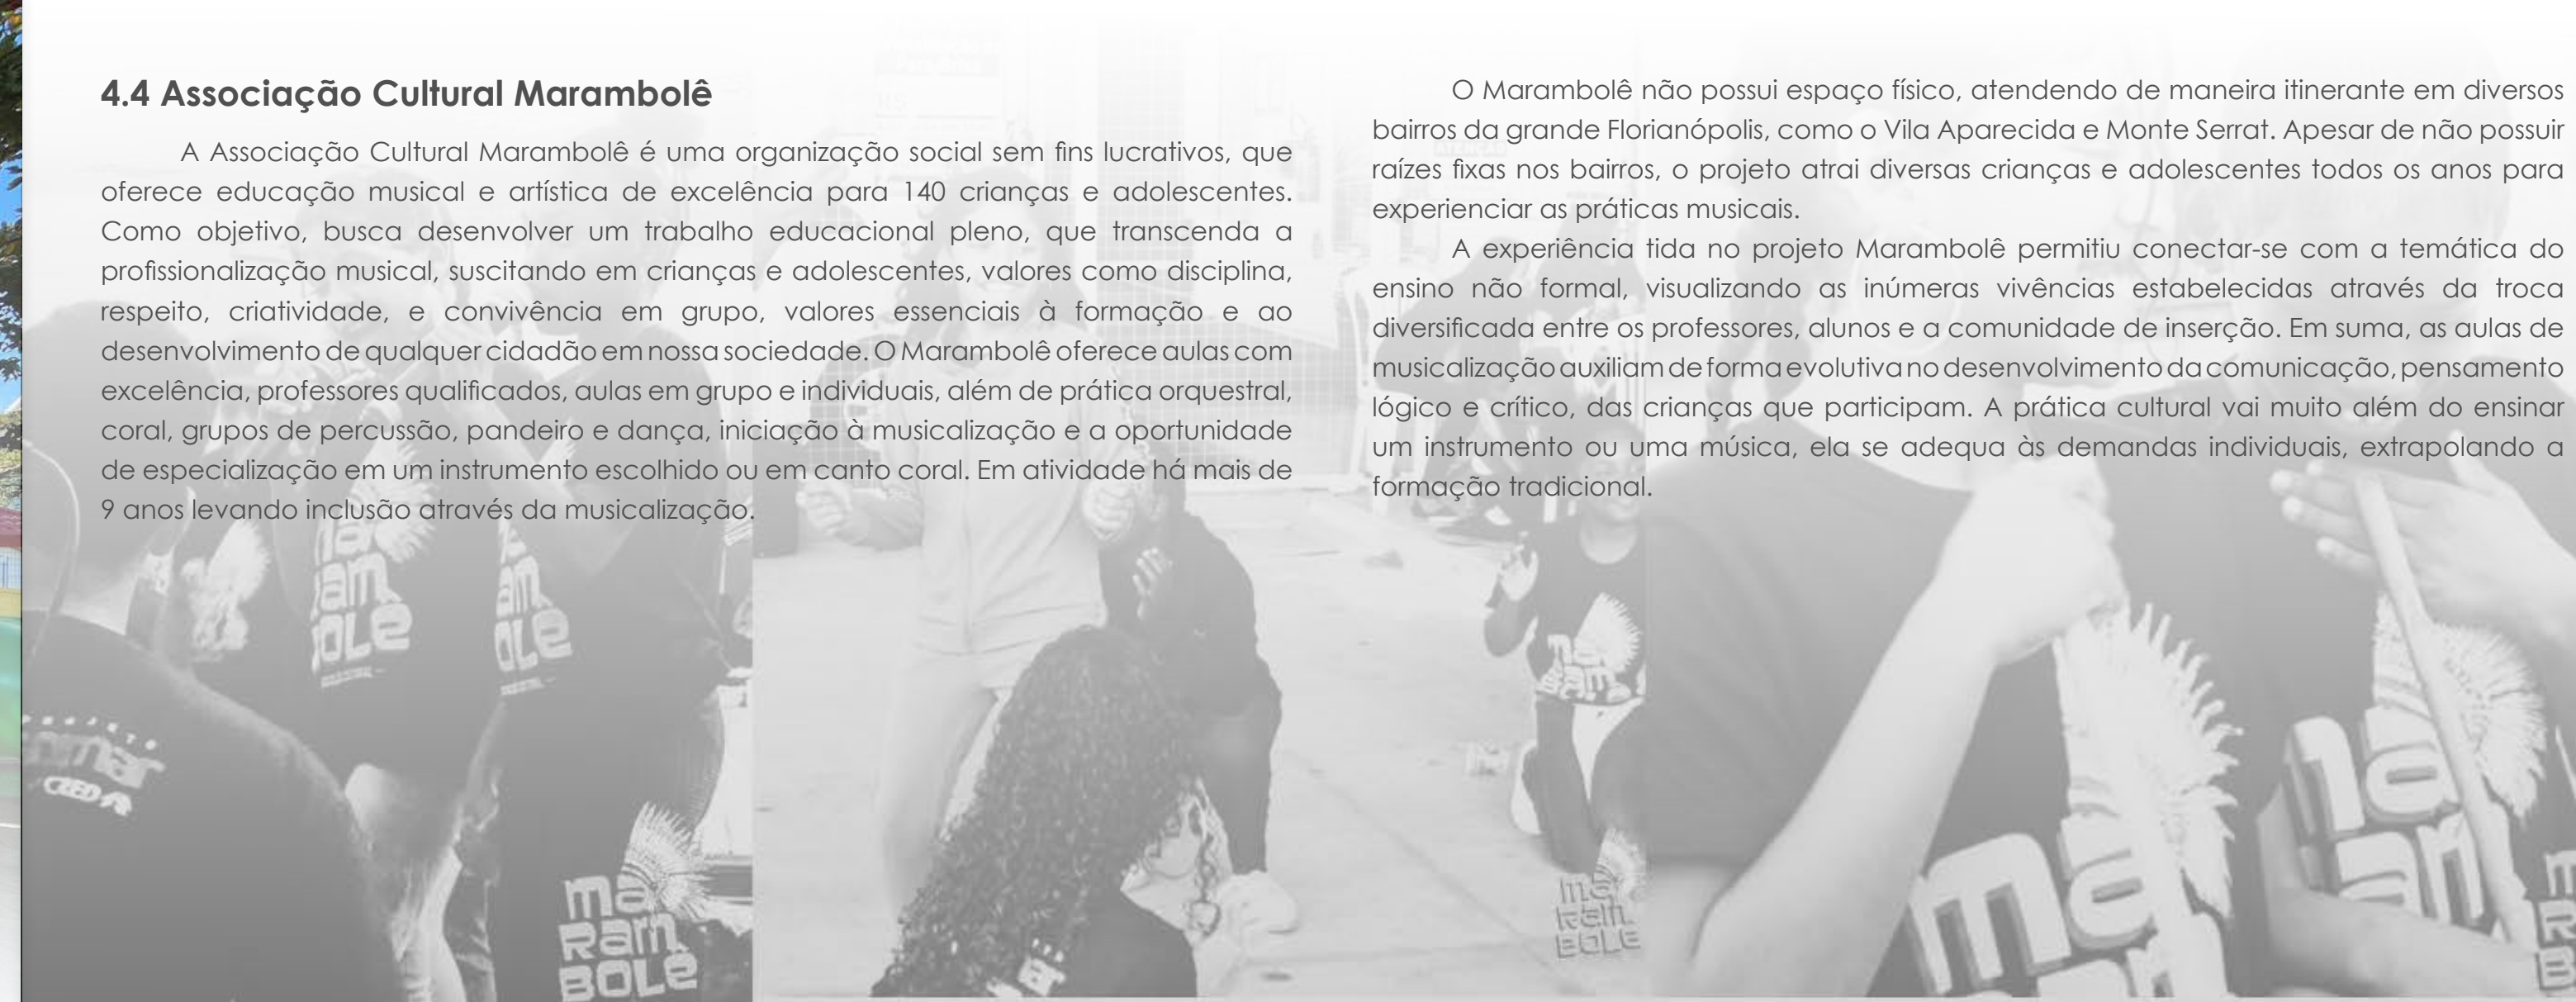 4.4 Associação Cultural Marambolê
A Associação Cultural Marambolê é uma organização social sem fins lucrativos, que
oferece educação musical e artística de excelência para 140 crianças e adolescentes.
Como objetivo, busca desenvolver um trabalho educacional pleno, que transcenda a
profissionalização musical, suscitando em crianças e adolescentes, valores como disciplina,
respeito, criatividade, e convivência em grupo, valores essenciais à formação e ao
desenvolvimento de qualquer cidadão em nossa sociedade. O Marambolê oferece aulas com
excelência, professores qualificados, aulas em grupo e individuais, além de prática orquestral,
coral, grupos de percussão, pandeiro e dança, iniciação à musicalização e a oportunidade
de especialização em um instrumento escolhido ou em canto coral. Em atividade há mais de
9 anos levando inclusão através da musicalização.
O Marambolê não possui espaço físico, atendendo de maneira itinerante em diversos
bairros da grande Florianópolis, como o Vila Aparecida e Monte Serrat. Apesar de não possuir
raízes fixas nos bairros, o projeto atrai diversas crianças e adolescentes todos os anos para
experienciar as práticas musicais.
A experiência tida no projeto Marambolê permitiu conectar-se com a temática do
ensino não formal, visualizando as inúmeras vivências estabelecidas através da troca
diversificada entre os professores, alunos e a comunidade de inserção. Em suma, as aulas de
musicalização auxiliam de forma evolutiva no desenvolvimento da comunicação, pensamento
lógico e crítico, das crianças que participam. A prática cultural vai muito além do ensinar
um instrumento ou uma música, ela se adequa às demandas individuais, extrapolando a
formação tradicional.
ram
BOLE
ma
Ram
BOLE
ma
Ram
BOLE
ma